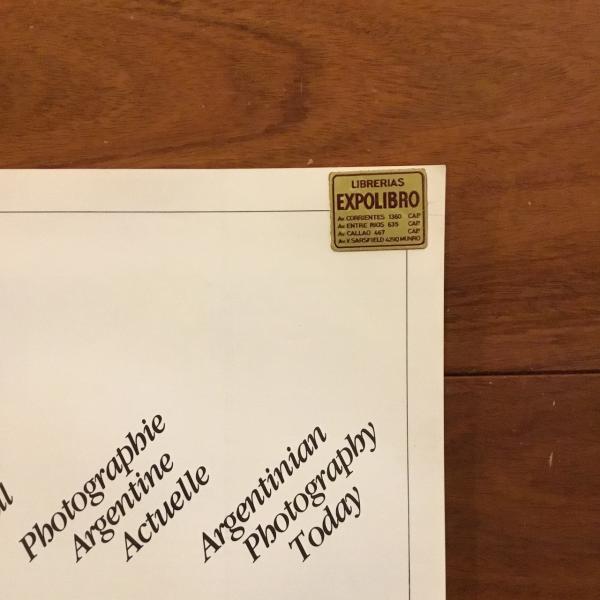 LIBRERIAS
EXPOLIBRO
Av. CORRIENTES 1360 CAP.
Av. ENTRE RIOS 635 CAP.
Av. CALLAO 467 CAP.
Av. V. SARSFIELD 4290 MUNRO
Photographie
Argentine
Actuelle
Argentinian
Photography
Today